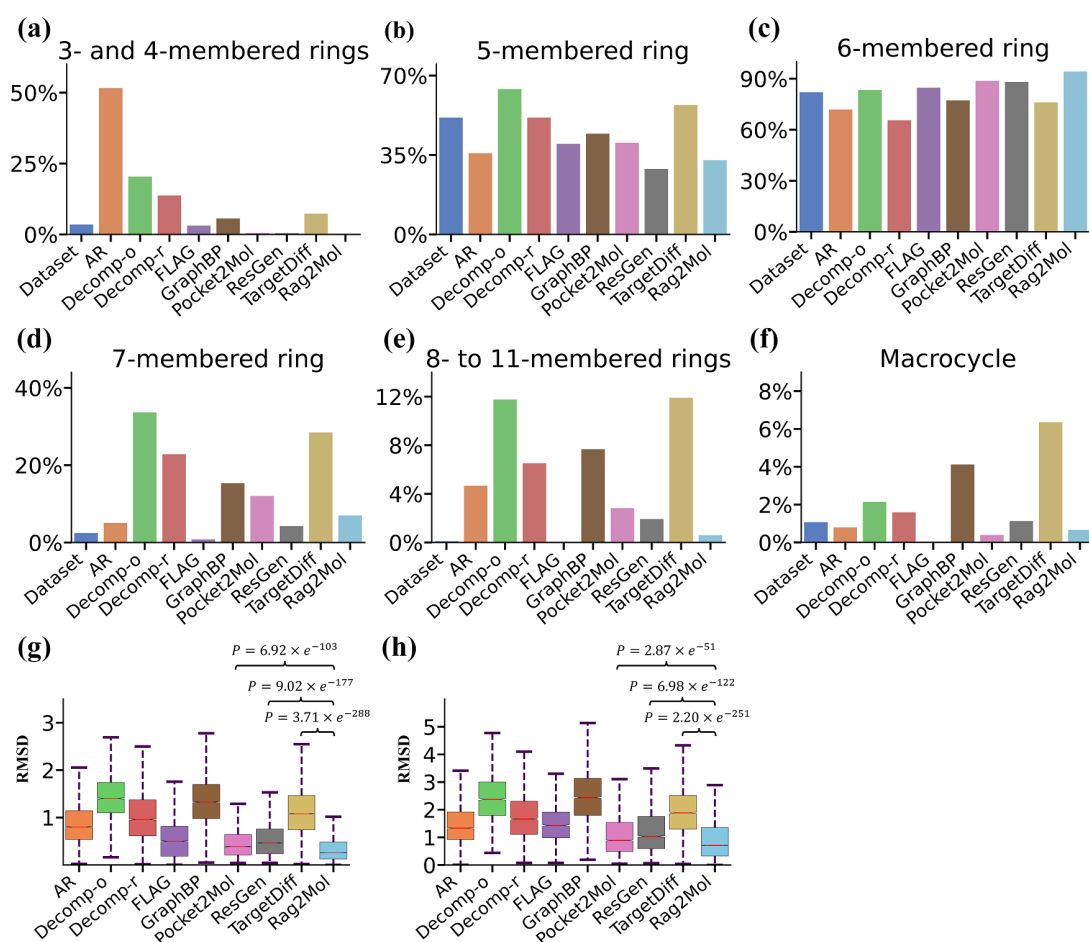 (a)
3- and 4-membered rings
50%
25%
0%
Dataset
AR
Decomp-o
Decomp-r
FLAG
GraphBP
Pocket2Mol
ResGen
TargetDiff
Rag2Mol
(b)
5-membered ring
70%
35%
0%
Dataset
AR
Decomp-o
Decomp-r
FLAG
GraphBP
Pocket2Mol
ResGen
TargetDiff
Rag2Mol
(c)
6-membered ring
90%
60%
30%
0%
Dataset
AR
Decomp-o
Decomp-r
FLAG
GraphBP
Pocket2Mol
ResGen
TargetDiff
Rag2Mol
(d)
7-membered ring
40%
20%
0%
Dataset
AR
Decomp-o
Decomp-r
FLAG
GraphBP
Pocket2Mol
ResGen
TargetDiff
Rag2Mol
(e)
8- to 11-membered rings
12%
8%
4%
0%
Dataset
AR
Decomp-o
Decomp-r
FLAG
GraphBP
Pocket2Mol
ResGen
TargetDiff
Rag2Mol
(f)
Macrocycle
8%
6%
4%
2%
0%
Dataset
AR
Decomp-o
Decomp-r
FLAG
GraphBP
Pocket2Mol
ResGen
TargetDiff
Rag2Mol
(g)
P = 6.92 × e⁻¹⁰³
P = 9.02 × e⁻¹⁷⁷
P = 3.71 × e⁻²⁸⁸
RMSD
3
2
1
AR
Decomp-o
Decomp-r
FLAG
GraphBP
Pocket2Mol
ResGen
TargetDiff
Rag2Mol
(h)
P = 2.87 × e⁻⁵¹
P = 6.98 × e⁻¹²²
P = 2.20 × e⁻²⁵¹
RMSD
5
4
3
2
1
0
AR
Decomp-o
Decomp-r
FLAG
GraphBP
Pocket2Mol
ResGen
TargetDiff
Rag2Mol